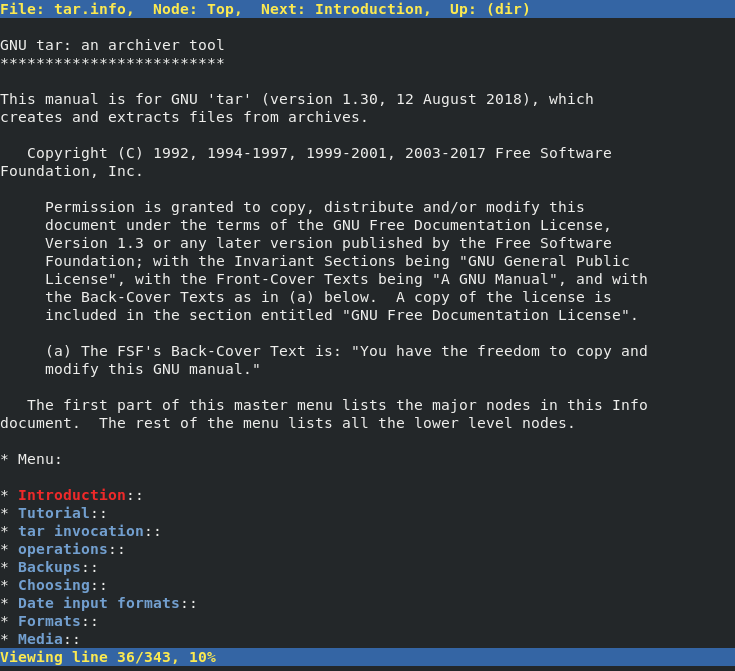 File: tar.info,  Node: Top,  Next: Introduction,  Up: (dir)
GNU tar: an archiver tool
*************************
This manual is for GNU 'tar' (version 1.30, 12 August 2018), which
creates and extracts files from archives.
Copyright (C) 1992, 1994-1997, 1999-2001, 2003-2017 Free Software
Foundation, Inc.
Permission is granted to copy, distribute and/or modify this
document under the terms of the GNU Free Documentation License,
Version 1.3 or any later version published by the Free Software
Foundation; with the Invariant Sections being "GNU General Public
License", with the Front-Cover Texts being "A GNU Manual", and with
the Back-Cover Texts as in (a) below.  A copy of the license is
included in the section entitled "GNU Free Documentation License".
(a) The FSF's Back-Cover Text is: "You have the freedom to copy and
modify this GNU manual."
The first part of this master menu lists the major nodes in this Info
document.  The rest of the menu lists all the lower level nodes.
* Menu:
* Introduction::
* Tutorial::
* tar invocation::
* operations::
* Backups::
* Choosing::
* Date input formats::
* Formats::
* Media::
Viewing line 36/343, 10%